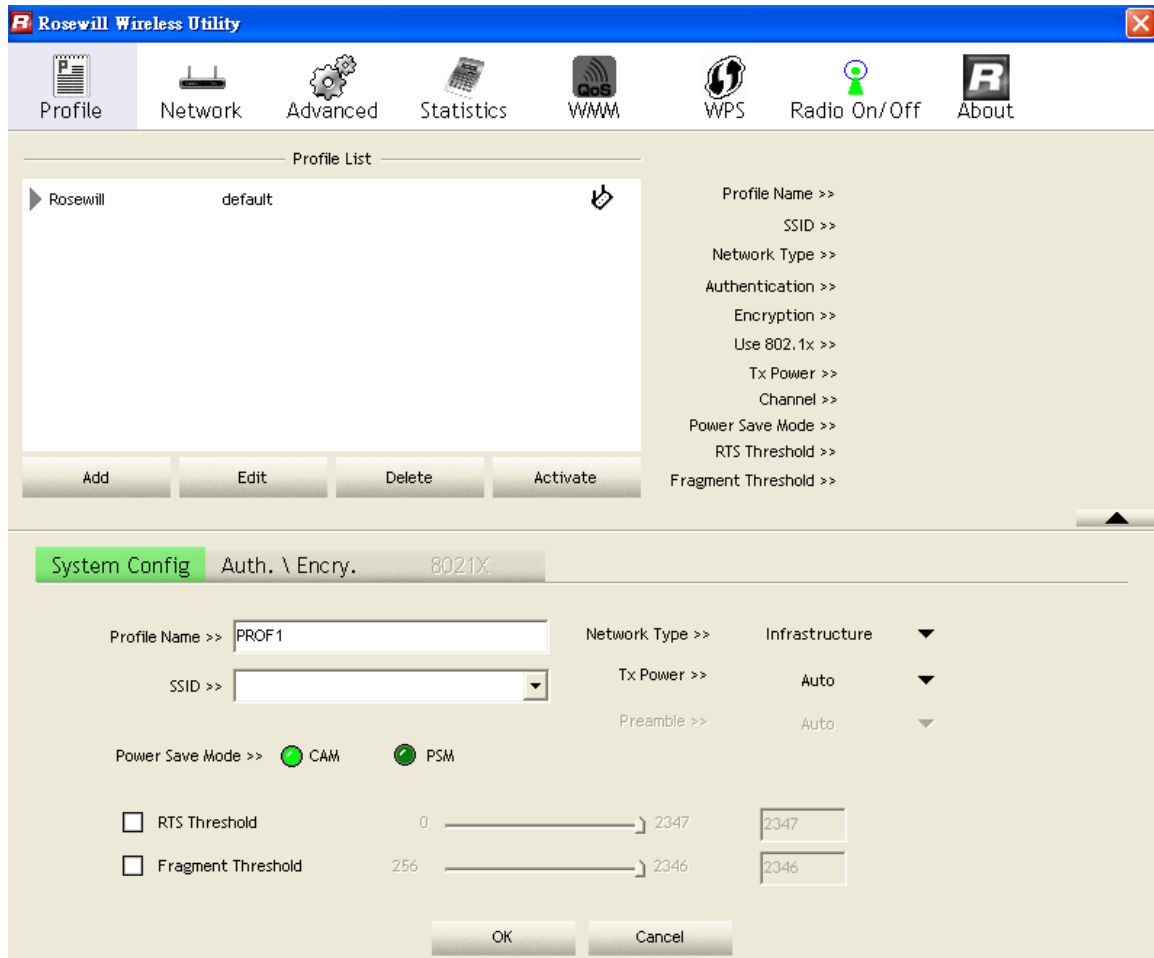 R Rosewill Wireless Utility
Profile Network Advanced Statistics QoS WMM WPS Radio On/Off R About
Profile List
Rosewill default
Add Edit Delete Activate
Profile Name >>
SSID >>
Network Type >>
Authentication >>
Encryption >>
Use 802.1x >>
Tx Power >>
Channel >>
Power Save Mode >>
RTS Threshold >>
Fragment Threshold >>
System Config Auth. \ Encry. 8021X
Profile Name >> PROF1 Network Type >> Infrastructure
SSID >> Tx Power >> Auto
Preamble >> Auto
Power Save Mode >> CAM PSM
RTS Threshold 0 2347 2347
Fragment Threshold 256 2346 2346
OK Cancel